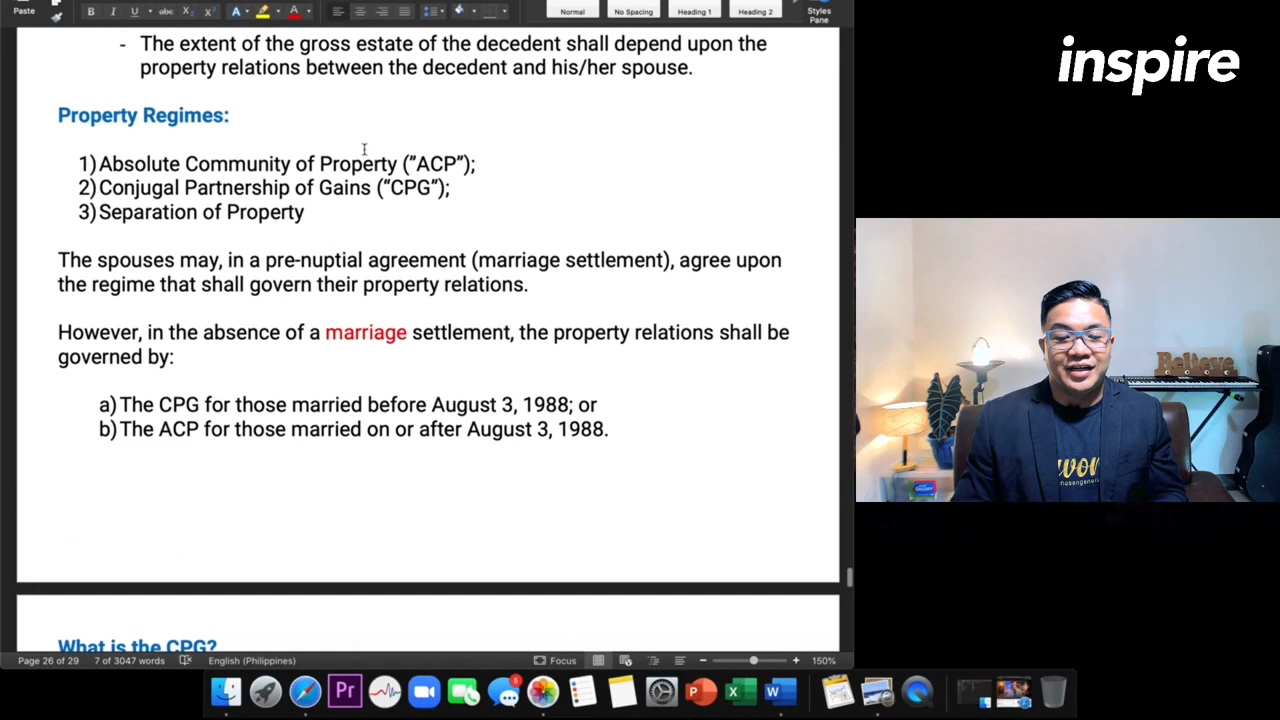 Paste
B I U abc X₂ X² A A
Normal No Spacing Heading 1 Heading 2
Styles
Pane
inspire
- The extent of the gross estate of the decedent shall depend upon the
property relations between the decedent and his/her spouse.
Property Regimes:
1) Absolute Community of Property (”ACP”);
2) Conjugal Partnership of Gains (“CPG”);
3) Separation of Property
The spouses may, in a pre-nuptial agreement (marriage settlement), agree upon
the regime that shall govern their property relations.
However, in the absence of a marriage settlement, the property relations shall be
governed by:
a) The CPG for those married before August 3, 1988; or
b) The ACP for those married on or after August 3, 1988.
What is the CPG?
Believe
Page 26 of 29 7 of 3047 words English (Philippines) Focus 150%
Pr 8 P X W